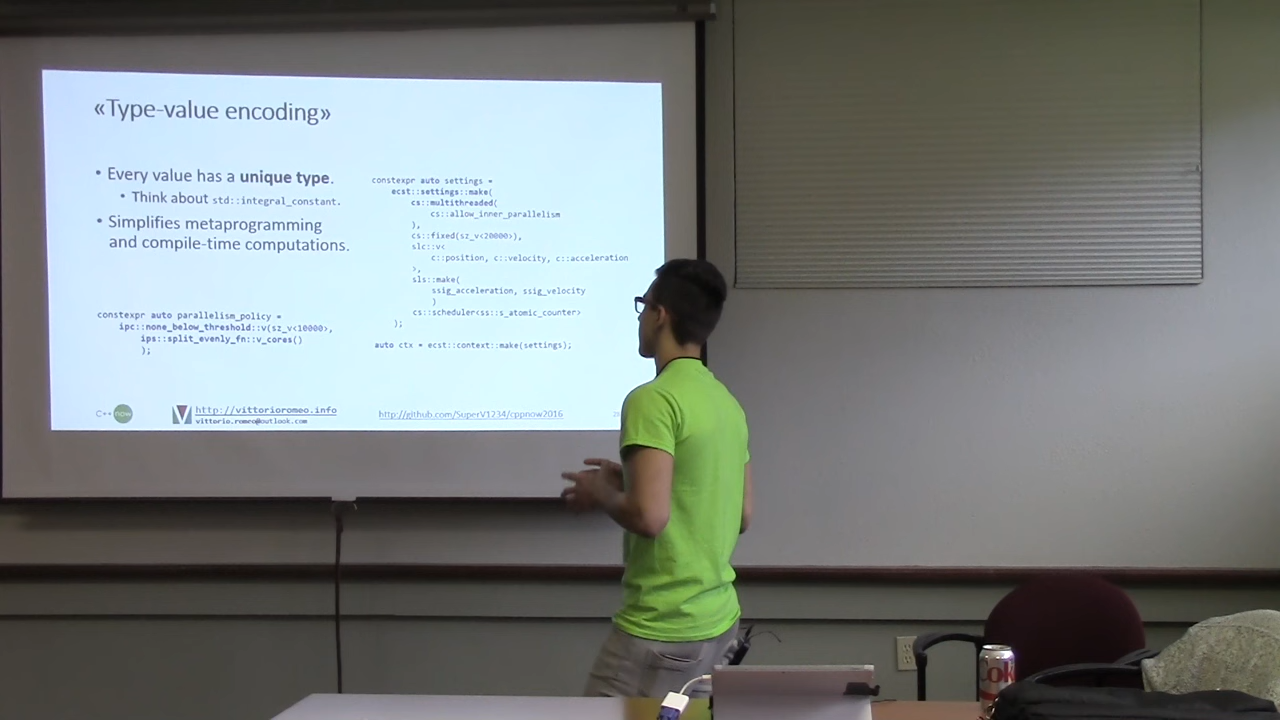 «Type-value encoding»
• Every value has a unique type.
• Think about std::integral_constant.
• Simplifies metaprogramming
and compile-time computations.
constexpr auto parallelism_policy =
ipc::none_below_threshold::v(sz_v<10000>,
ips::split_evenly_fn::v_cores()
);
constexpr auto settings =
ecst::settings::make(
cs::multithreaded(
cs::allow_inner_parallelism
),
cs::fixed(sz_v<20000>),
slc::v<
c::position, c::velocity, c::acceleration
>,
sls::make(
ssig_acceleration, ssig_velocity
)
cs::scheduler<ss::s_atomic_counter>
);
auto ctx = ecst::context::make(settings);
C++ now
http://vittorioromeo.info
vittorio.romeo@outlook.com
http://github.com/SuperV1234/cppnow2016